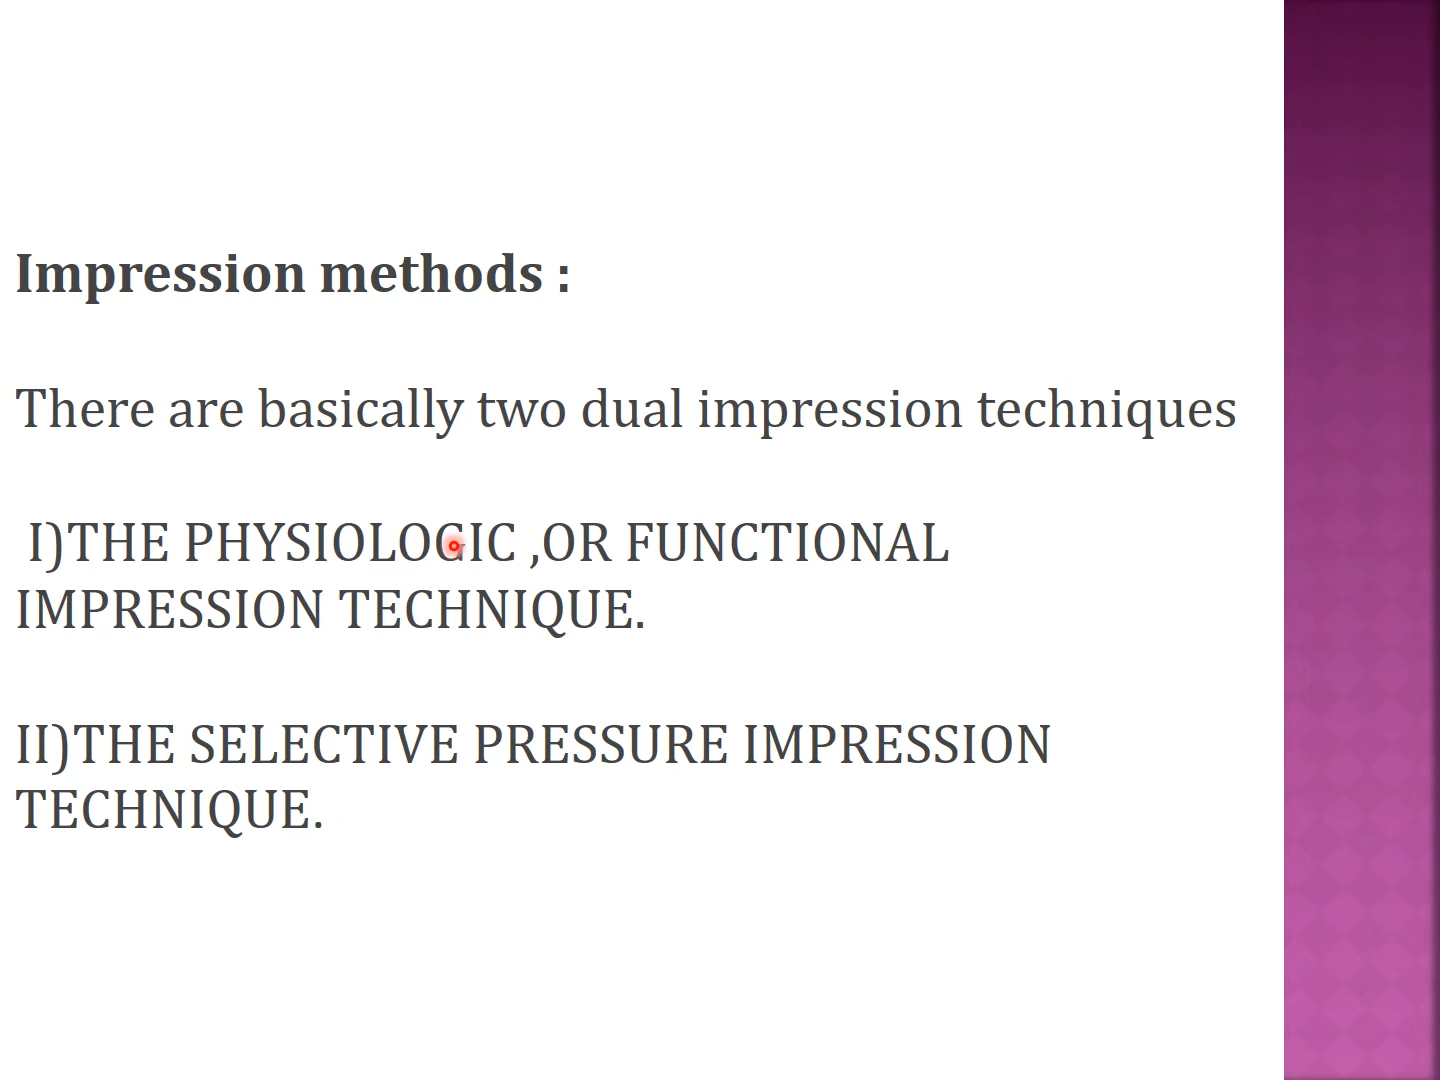 Impression methods :
There are basically two dual impression techniques
I)THE PHYSIOLOGIC ,OR FUNCTIONAL
IMPRESSION TECHNIQUE.
II)THE SELECTIVE PRESSURE IMPRESSION
TECHNIQUE.